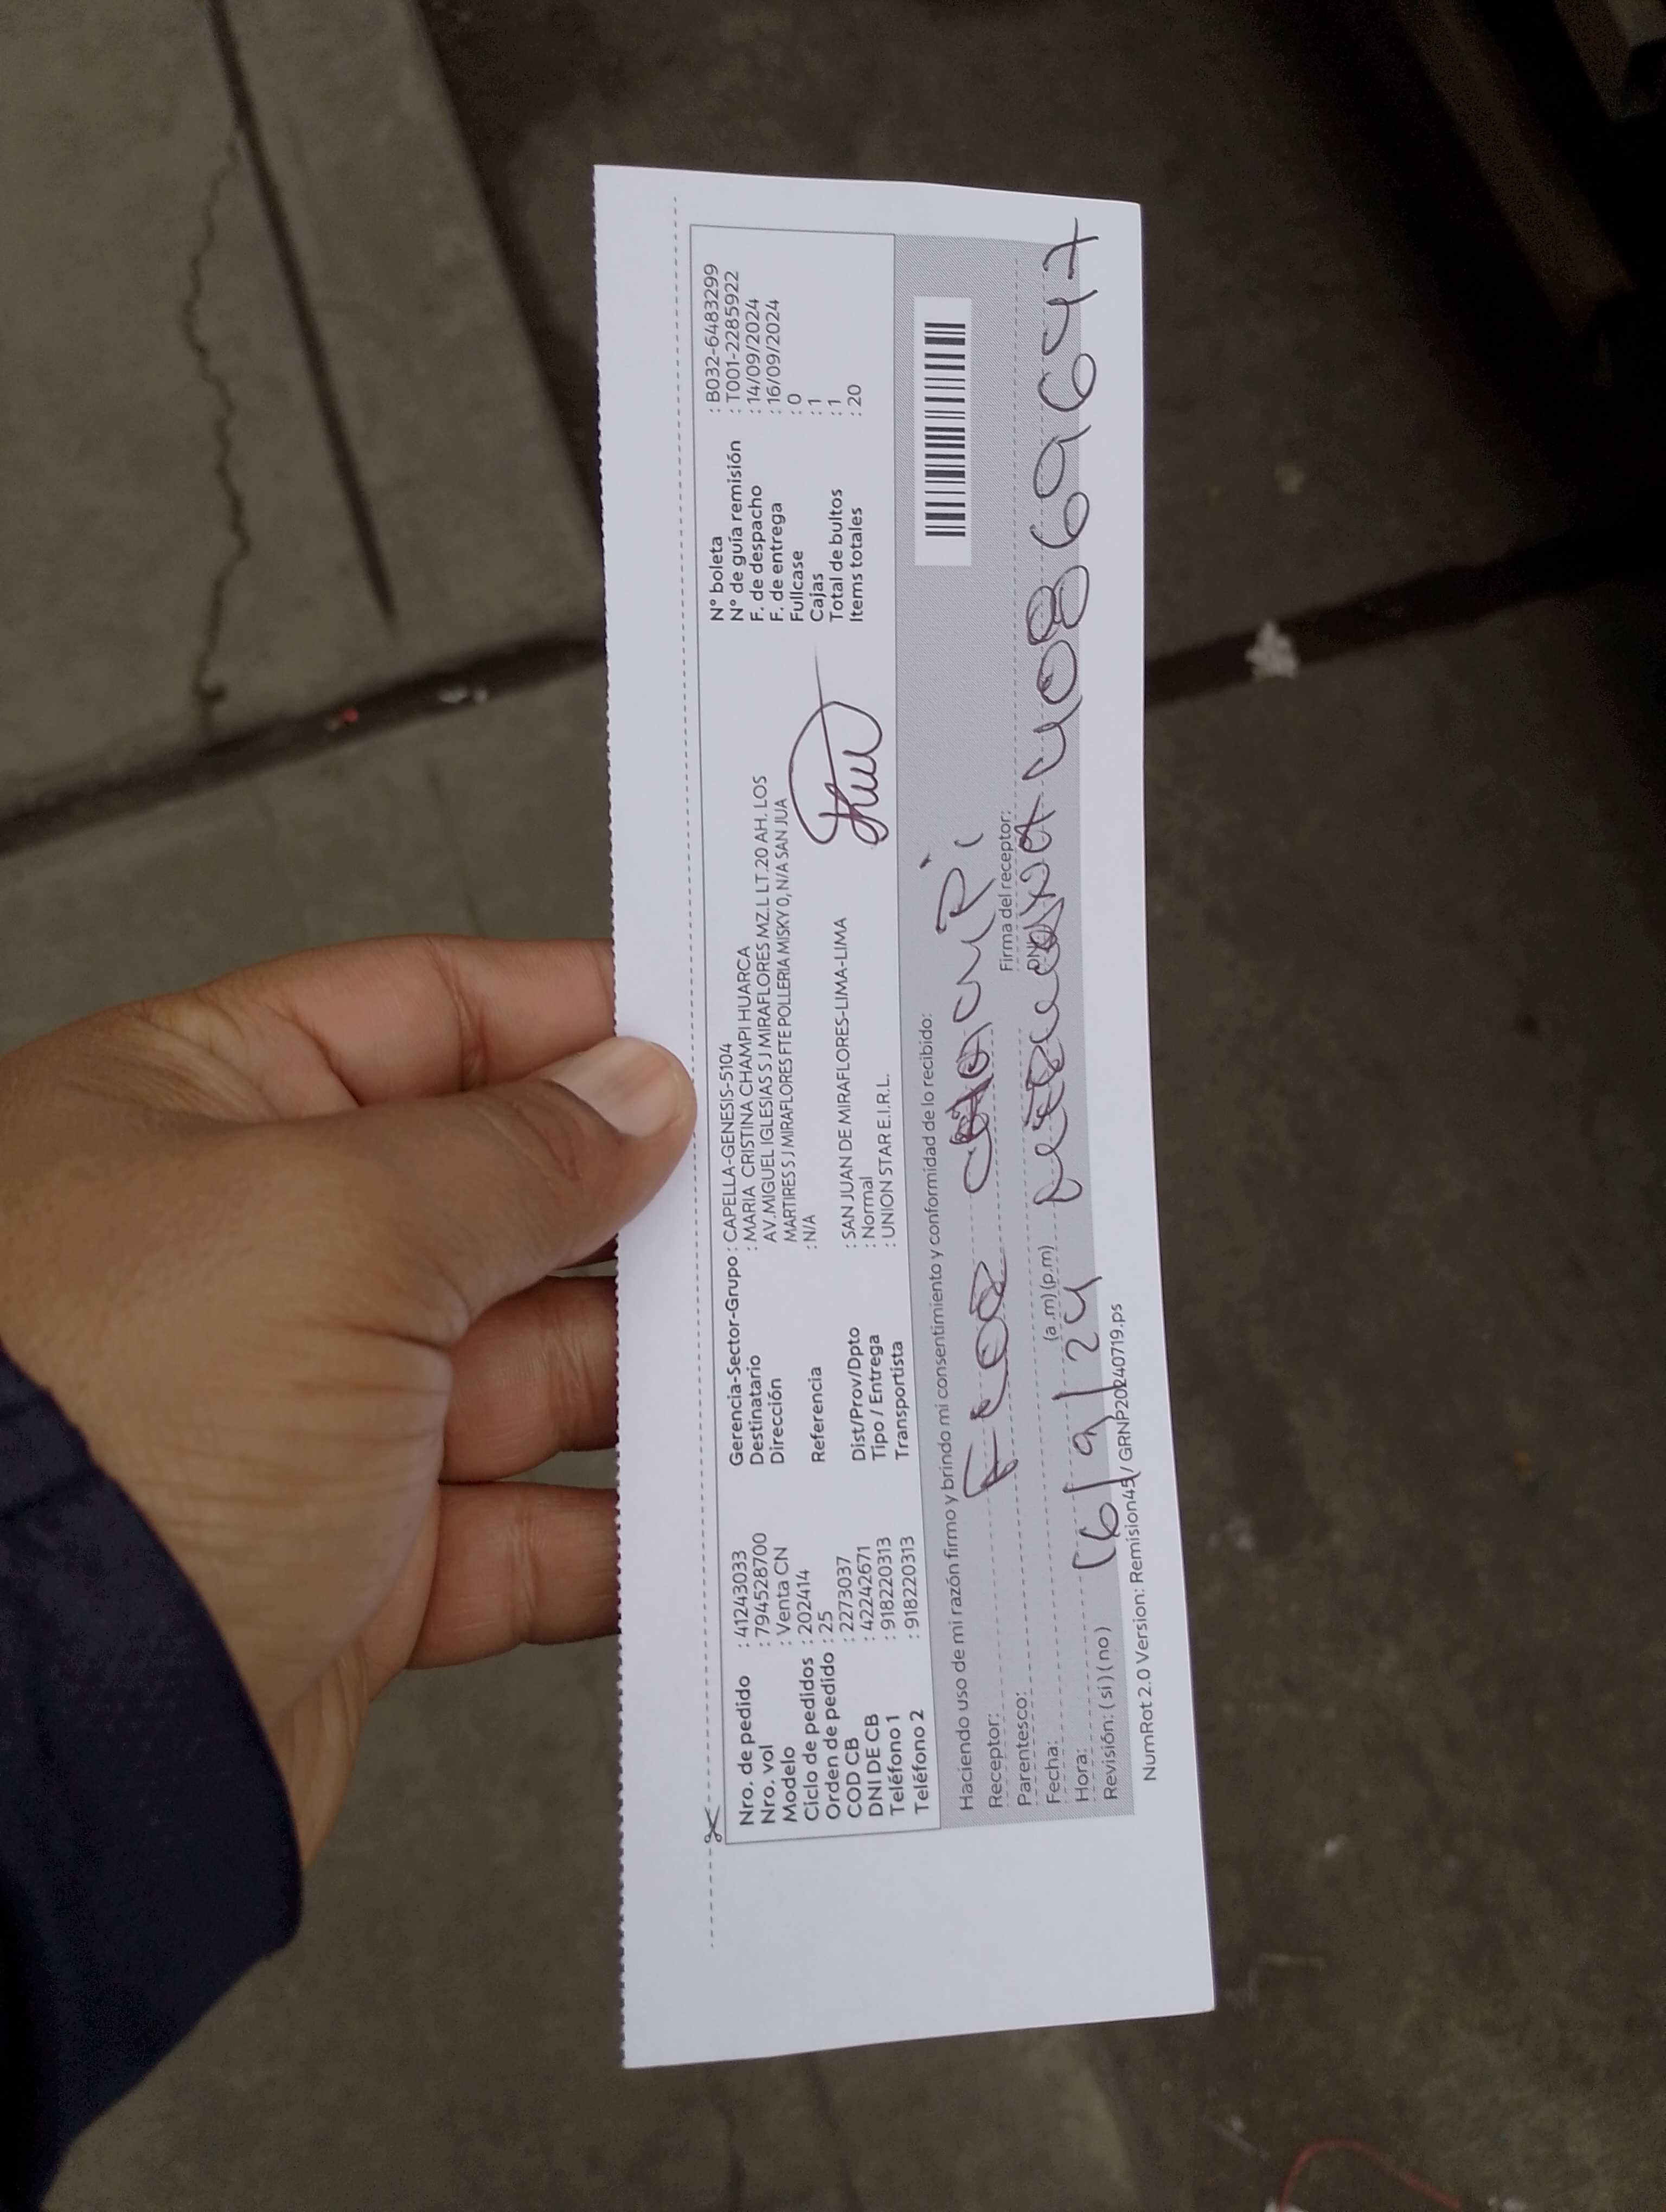 Nro. de pedido : 41243033
Nro. vol : 794528700
Modelo : Venta CN
Ciclo de pedidos : 202414
Orden de pedido : 25
COD CB : 2273037
DNI DE CB : 42242671
Teléfono 1 : 918220313
Teléfono 2 : 918220313
Gerencia-Sector-Grupo : CAPELLA-GENESIS-5104
Destinatario : MARIA CRISTINA CHAMPI HUARCA
Dirección AV.MIGUEL IGLESIAS S J MIRAFLORES MZ.L LT.20 AH. LOS
MARTIRES S J MIRAFLORES FTE POLLERIA MISKY 0, N/A SAN JUA
Referencia : N/A
Dist/Prov/Dpto : SAN JUAN DE MIRAFLORES-LIMA-LIMA
Tipo / Entrega : Normal
Transportista : UNION STAR E.I.R.L.
N° boleta : B032-6483299
N° de guía remisión : T001-2285922
F. de despacho : 14/09/2024
F. de entrega : 16/09/2024
Fullcase : 0
Cajas : 1
Total de bultos : 1
Items totales : 20
Haciendo uso de mi razón firmo y brindo mi consentimiento y conformidad de lo recibido:
Receptor: CHAMPi
Parentesco: Firma del receptor:
Fecha: (a.m) (p.m) DNI
Hora: 16/9/24 40869647
Revisión: (si) (no)
NumRot 2.0 Version: Remision45 / GRNP20240719.ps